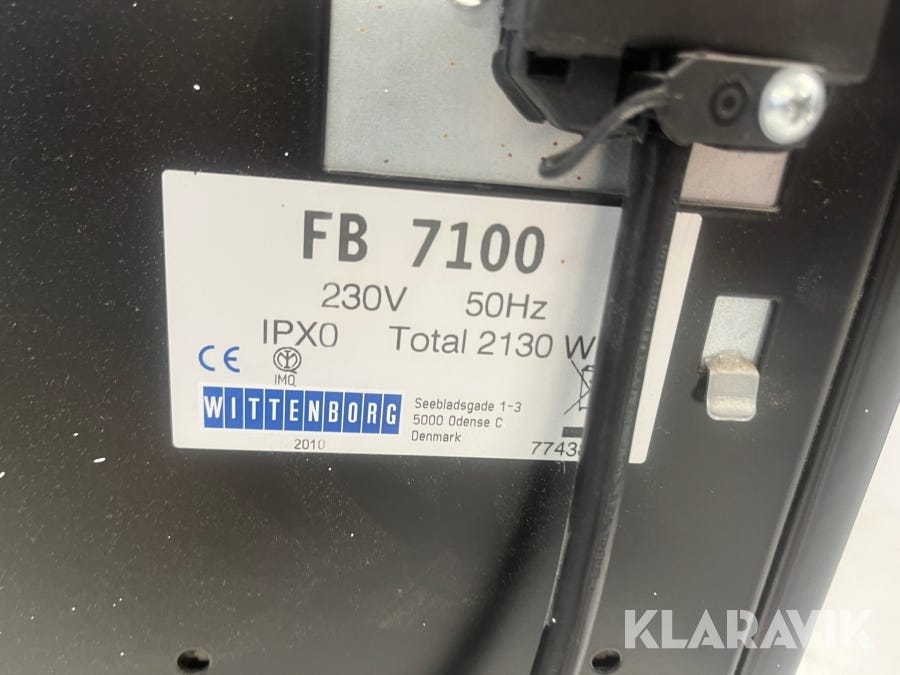 FB 7100
230V 50Hz
IPX0 Total 2130 W
CE
IMQ
WITTENBORG
Seebladsgade 1-3
5000 Odense C
Denmark
2010
KLARAVIK